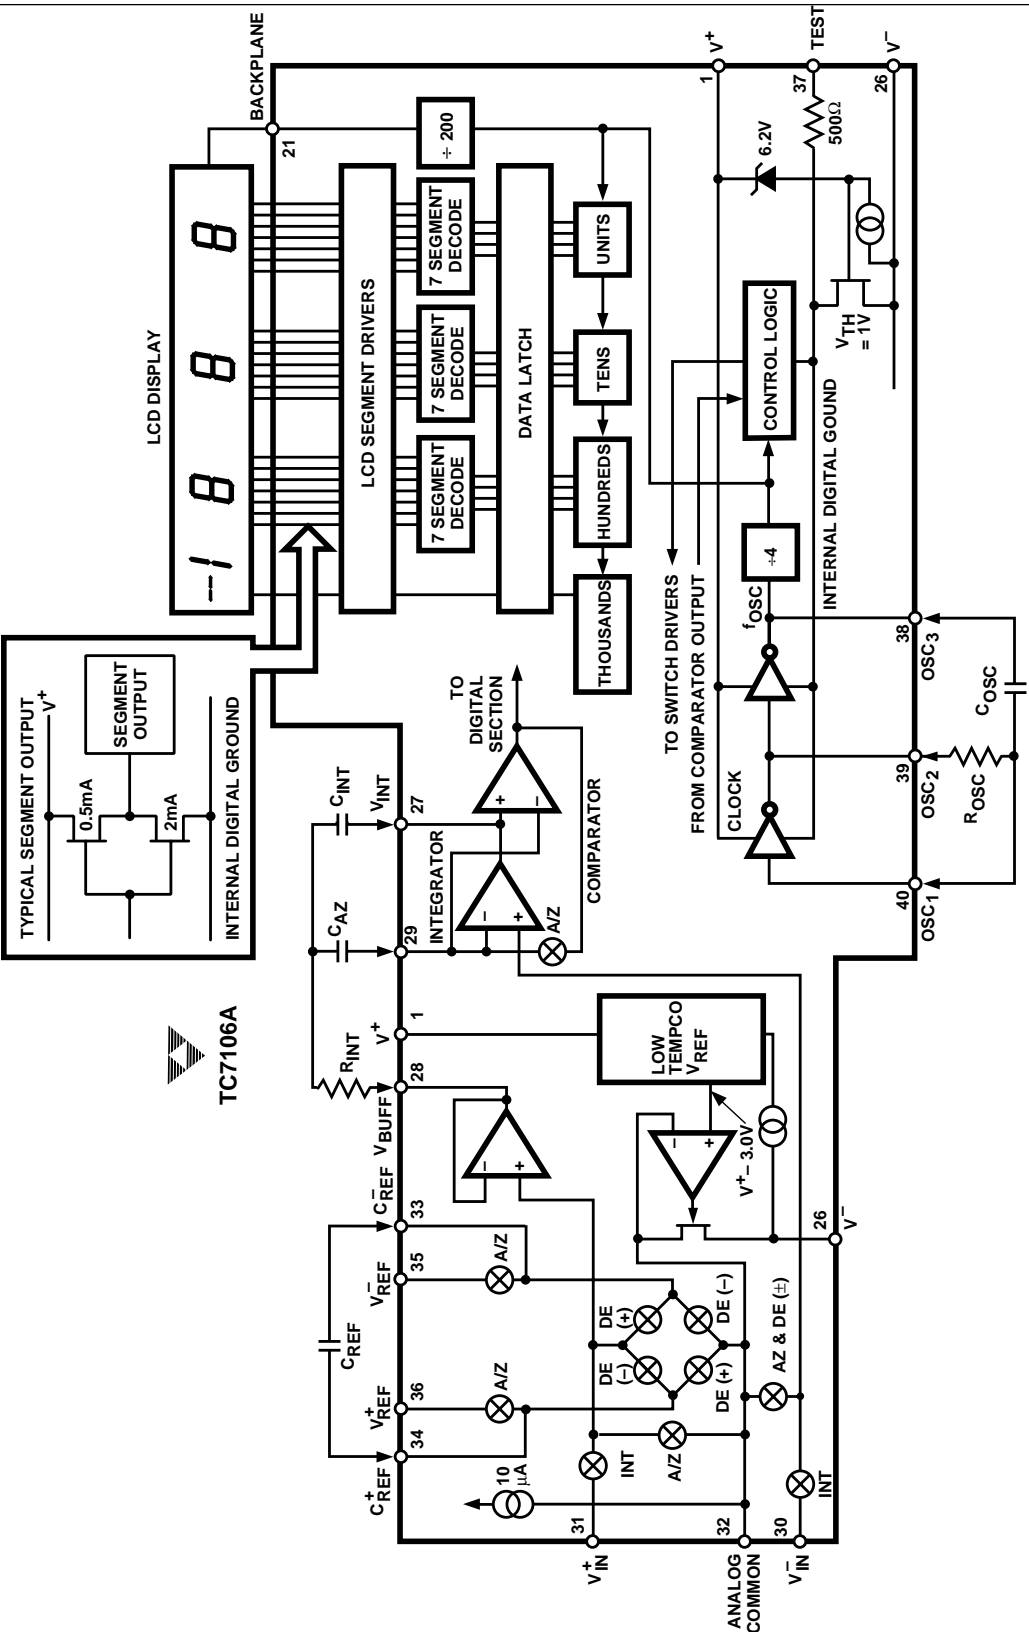 TC7106A
TYPICAL SEGMENT OUTPUT
V+
0.5mA
SEGMENT
OUTPUT
2mA
INTERNAL DIGITAL GROUND
LCD DISPLAY
-1 8 8 8
BACKPLANE
21
LCD SEGMENT DRIVERS
7 SEGMENT
DECODE
7 SEGMENT
DECODE
7 SEGMENT
DECODE
÷ 200
DATA LATCH
THOUSANDS
HUNDREDS
TENS
UNITS
CREF
RINT
CAZ
CINT
C+REF
34
V+REF
36
V–REF
35
C–REF
33
VBUFF
28
V+
1
29
VINT
27
10
µA
A/Z
A/Z
INTEGRATOR
TO
DIGITAL
SECTION
–
+
–
+
+
–
A/Z
COMPARATOR
V+IN
31
INT
A/Z
DE
(–)
DE
(+)
DE (+)
DE (–)
ANALOG
COMMON
32
AZ & DE (±)
V–IN
30
INT
–
+
V+– 3.0V
LOW
TEMPCO
VREF
26
V–
TO SWITCH DRIVERS
FROM COMPARATOR OUTPUT
CLOCK
fOSC
÷4
CONTROL LOGIC
INTERNAL DIGITAL GOUND
VTH
= 1V
6.2V
500Ω
1
V+
37
TEST
26
V–
40
OSC1
39
OSC2
38
OSC3
ROSC
COSC